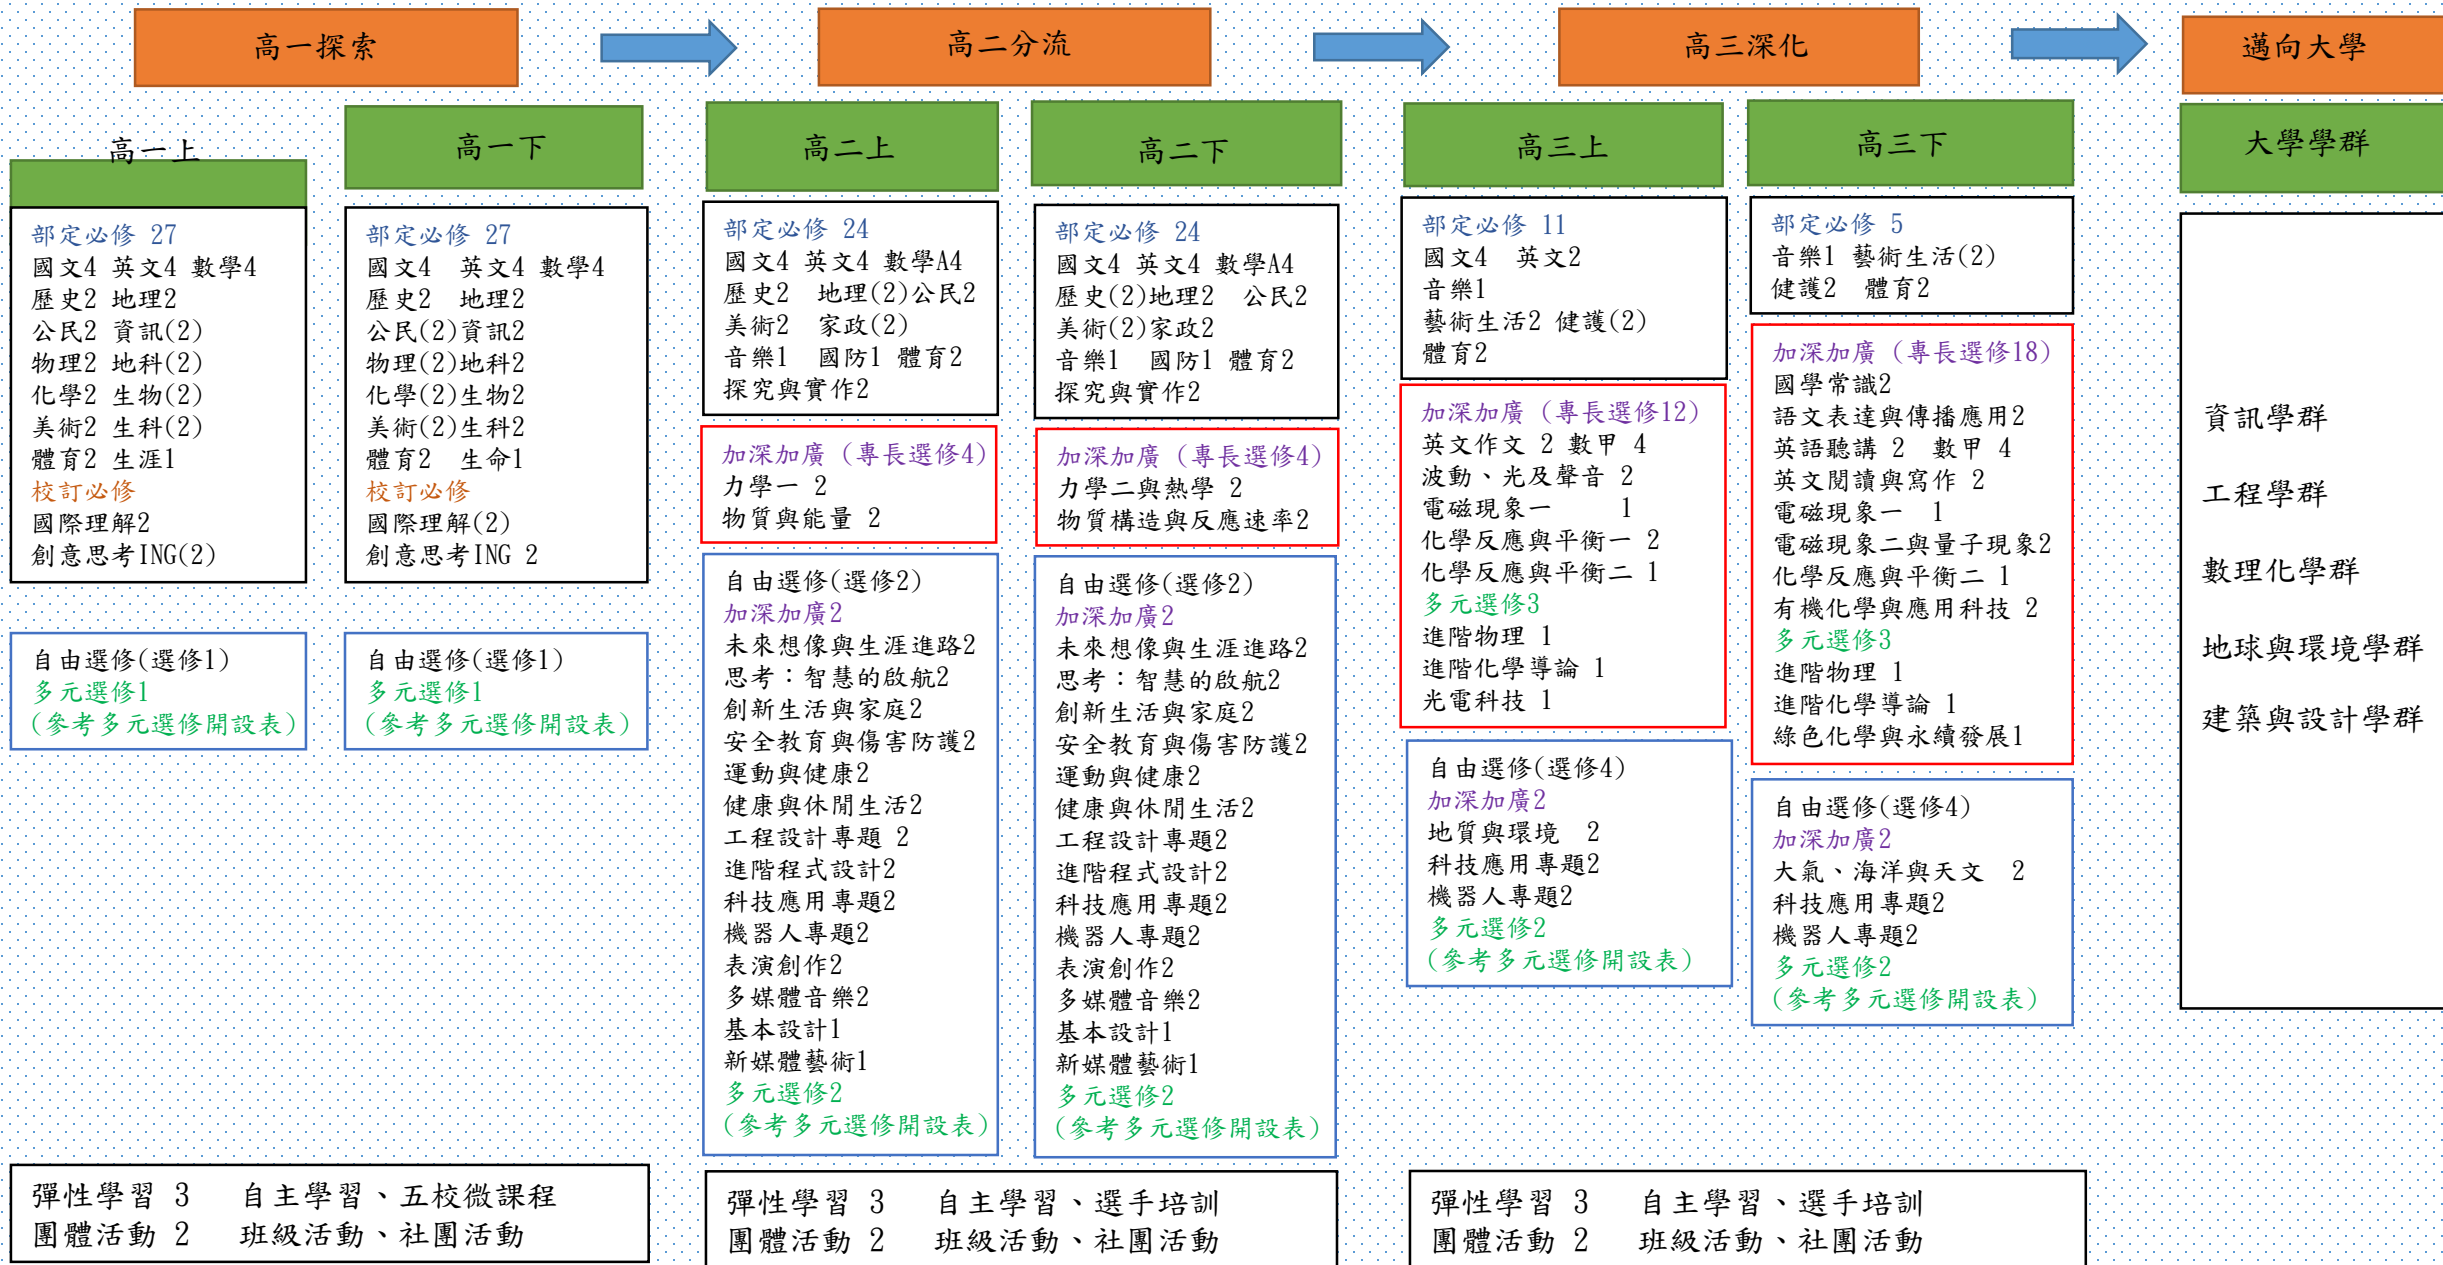 高一探索
高二分流
高三深化
邁向大學
高一上
高一下
高二上
高二下
高三上
高三下
大學學群
部定必修 27
國文4 英文4 數學4
歷史2 地理2
公民2 資訊(2)
物理2 地科(2)
化學2 生物(2)
美術2 生科(2)
體育2 生涯1
校訂必修
國際理解2
創意思考ING(2)
自由選修(選修1)
多元選修1
(參考多元選修開設表)
部定必修 27
國文4 英文4 數學4
歷史2 地理2
公民(2)資訊2
物理(2)地科2
化學(2)生物2
美術(2)生科2
體育2 生命1
校訂必修
國際理解(2)
創意思考ING 2
自由選修(選修1)
多元選修1
(參考多元選修開設表)
彈性學習 3 自主學習、五校微課程
團體活動 2 班級活動、社團活動
部定必修 24
國文4 英文4 數學A4
歷史2 地理(2)公民2
美術2 家政(2)
音樂1 國防1 體育2
探究與實作2
加深加廣 (專長選修4)
力學一 2
物質與能量 2
自由選修(選修2)
加深加廣2
未來想像與生涯進路2
思考：智慧的啟航2
創新生活與家庭2
安全教育與傷害防護2
運動與健康2
健康與休閒生活2
工程設計專題 2
進階程式設計2
科技應用專題2
機器人專題2
表演創作2
多媒體音樂2
基本設計1
新媒體藝術1
多元選修2
(參考多元選修開設表)
部定必修 24
國文4 英文4 數學A4
歷史(2)地理2 公民2
美術(2)家政2
音樂1 國防1 體育2
探究與實作2
加深加廣 (專長選修4)
力學二與熱學 2
物質構造與反應速率2
自由選修(選修2)
加深加廣2
未來想像與生涯進路2
思考：智慧的啟航2
創新生活與家庭2
安全教育與傷害防護2
運動與健康2
健康與休閒生活2
工程設計專題2
進階程式設計2
科技應用專題2
機器人專題2
表演創作2
多媒體音樂2
基本設計1
新媒體藝術1
多元選修2
(參考多元選修開設表)
彈性學習 3 自主學習、選手培訓
團體活動 2 班級活動、社團活動
部定必修 11
國文4 英文2
音樂1
藝術生活2 健護(2)
體育2
加深加廣 (專長選修12)
英文作文 2 數甲 4
波動、光及聲音 2
電磁現象一 1
化學反應與平衡一 2
化學反應與平衡二 1
多元選修3
進階物理 1
進階化學導論 1
光電科技 1
自由選修(選修4)
加深加廣2
地質與環境 2
科技應用專題2
機器人專題2
多元選修2
(參考多元選修開設表)
部定必修 5
音樂1 藝術生活(2)
健護2 體育2
加深加廣 (專長選修18)
國學常識2
語文表達與傳播應用2
英語聽講 2 數甲 4
英文閱讀與寫作 2
電磁現象一 1
電磁現象二與量子現象2
化學反應與平衡二 1
有機化學與應用科技 2
多元選修3
進階物理 1
進階化學導論 1
綠色化學與永續發展1
自由選修(選修4)
加深加廣2
大氣、海洋與天文 2
科技應用專題2
機器人專題2
多元選修2
(參考多元選修開設表)
彈性學習 3 自主學習、選手培訓
團體活動 2 班級活動、社團活動
資訊學群
工程學群
數理化學群
地球與環境學群
建築與設計學群